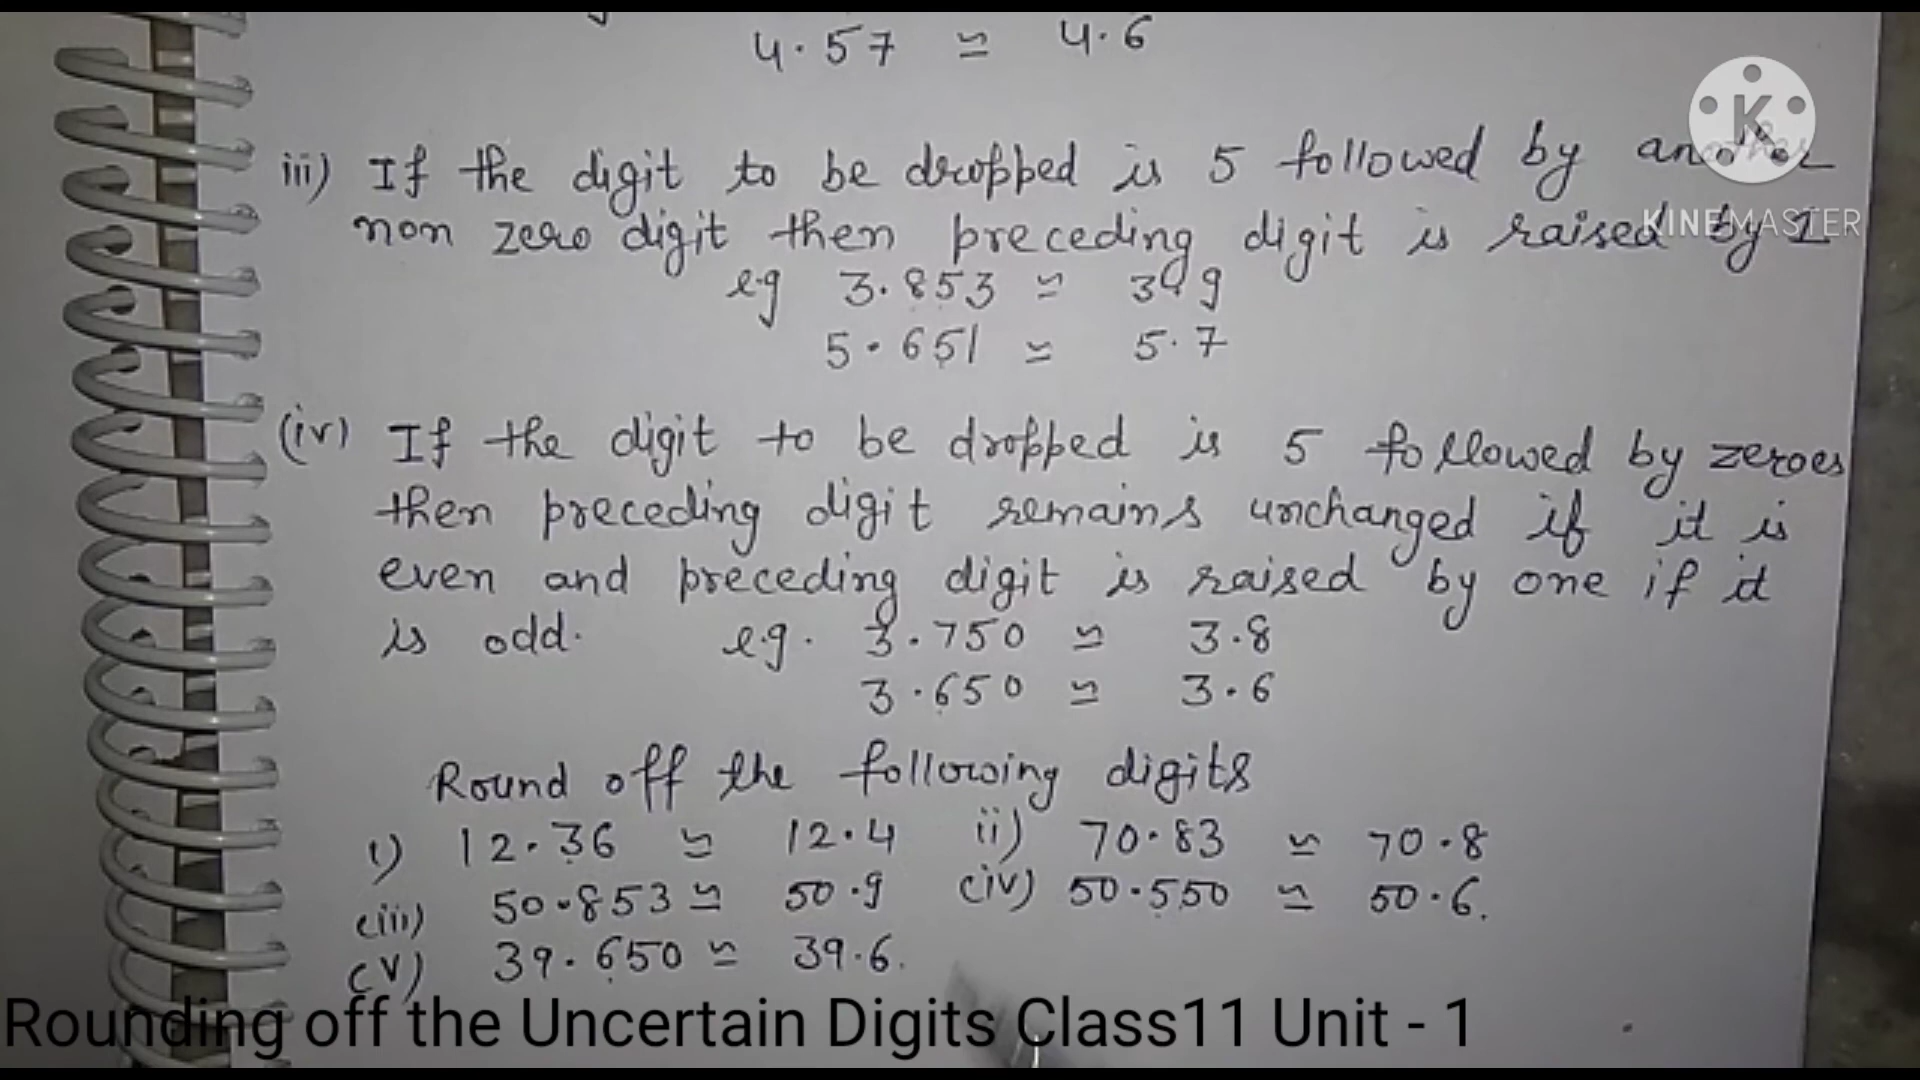 4.57 ≃ 4.6
iii) If the digit to be dropped is 5 followed by another
non zero digit then preceding digit is raised by 1
e.g 3.853 ≃ 3.9
5.651 ≃ 5.7
(iv) If the digit to be dropped is 5 followed by zeroes
then preceding digit remains unchanged if it is
even and preceding digit is raised by one if it
is odd. e.g. 3.750 ≃ 3.8
3.650 ≃ 3.6
Round off the following digits
i) 12.36 ≃ 12.4 ii) 70.83 ≃ 70.8
(iii) 50.853 ≃ 50.9 (iv) 50.550 ≃ 50.6.
(v) 39.650 ≃ 39.6.
K
KINEMASTER
Rounding off the Uncertain Digits Class11 Unit - 1